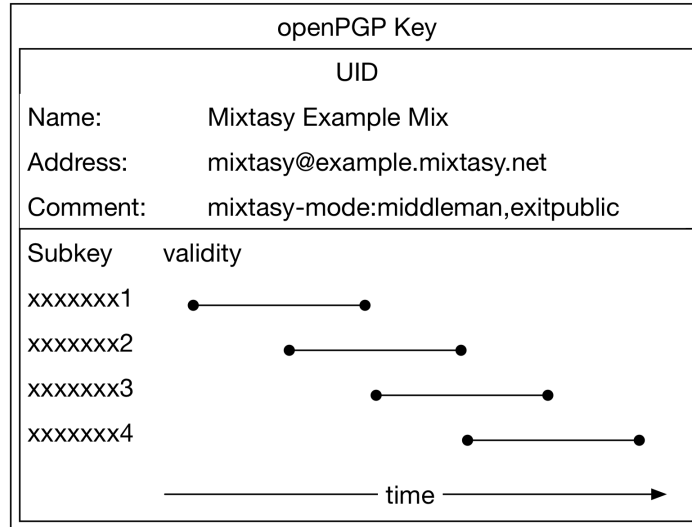 openPGP Key
UID
Name: Mixtasy Example Mix
Address: mixtasy@example.mixtasy.net
Comment: mixtasy-mode:middleman,exitpublic
Subkey validity
xxxxxxx1
xxxxxxx2
xxxxxxx3
xxxxxxx4
time